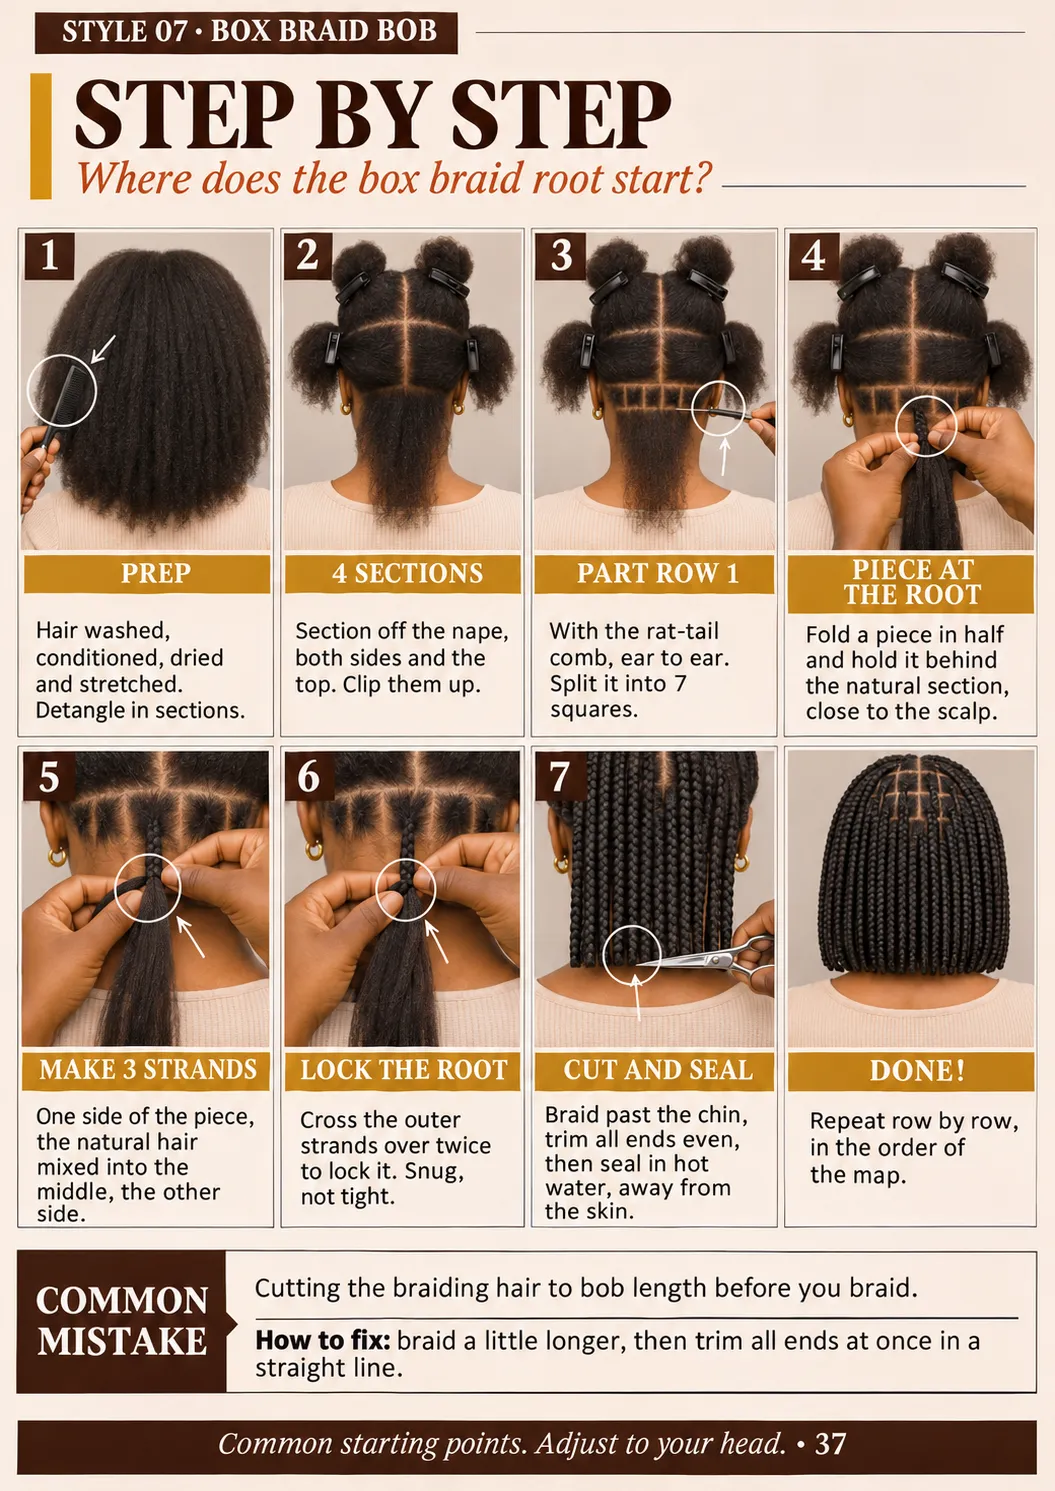 STYLE 07 · BOX BRAID BOB
STEP BY STEP
Where does the box braid root start?
1
PREP
Hair washed,
conditioned, dried
and stretched.
Detangle in sections.
2
4 SECTIONS
Section off the nape,
both sides and the
top. Clip them up.
3
PART ROW 1
With the rat-tail
comb, ear to ear.
Split it into 7
squares.
4
PIECE AT
THE ROOT
Fold a piece in half
and hold it behind
the natural section,
close to the scalp.
5
MAKE 3 STRANDS
One side of the piece,
the natural hair
mixed into the
middle, the other
side.
6
LOCK THE ROOT
Cross the outer
strands over twice
to lock it. Snug,
not tight.
7
CUT AND SEAL
Braid past the chin,
trim all ends even,
then seal in hot
water, away from
the skin.
DONE!
Repeat row by row,
in the order of
the map.
COMMON
MISTAKE
Cutting the braiding hair to bob length before you braid.
How to fix: braid a little longer, then trim all ends at once in a
straight line.
Common starting points. Adjust to your head. · 37